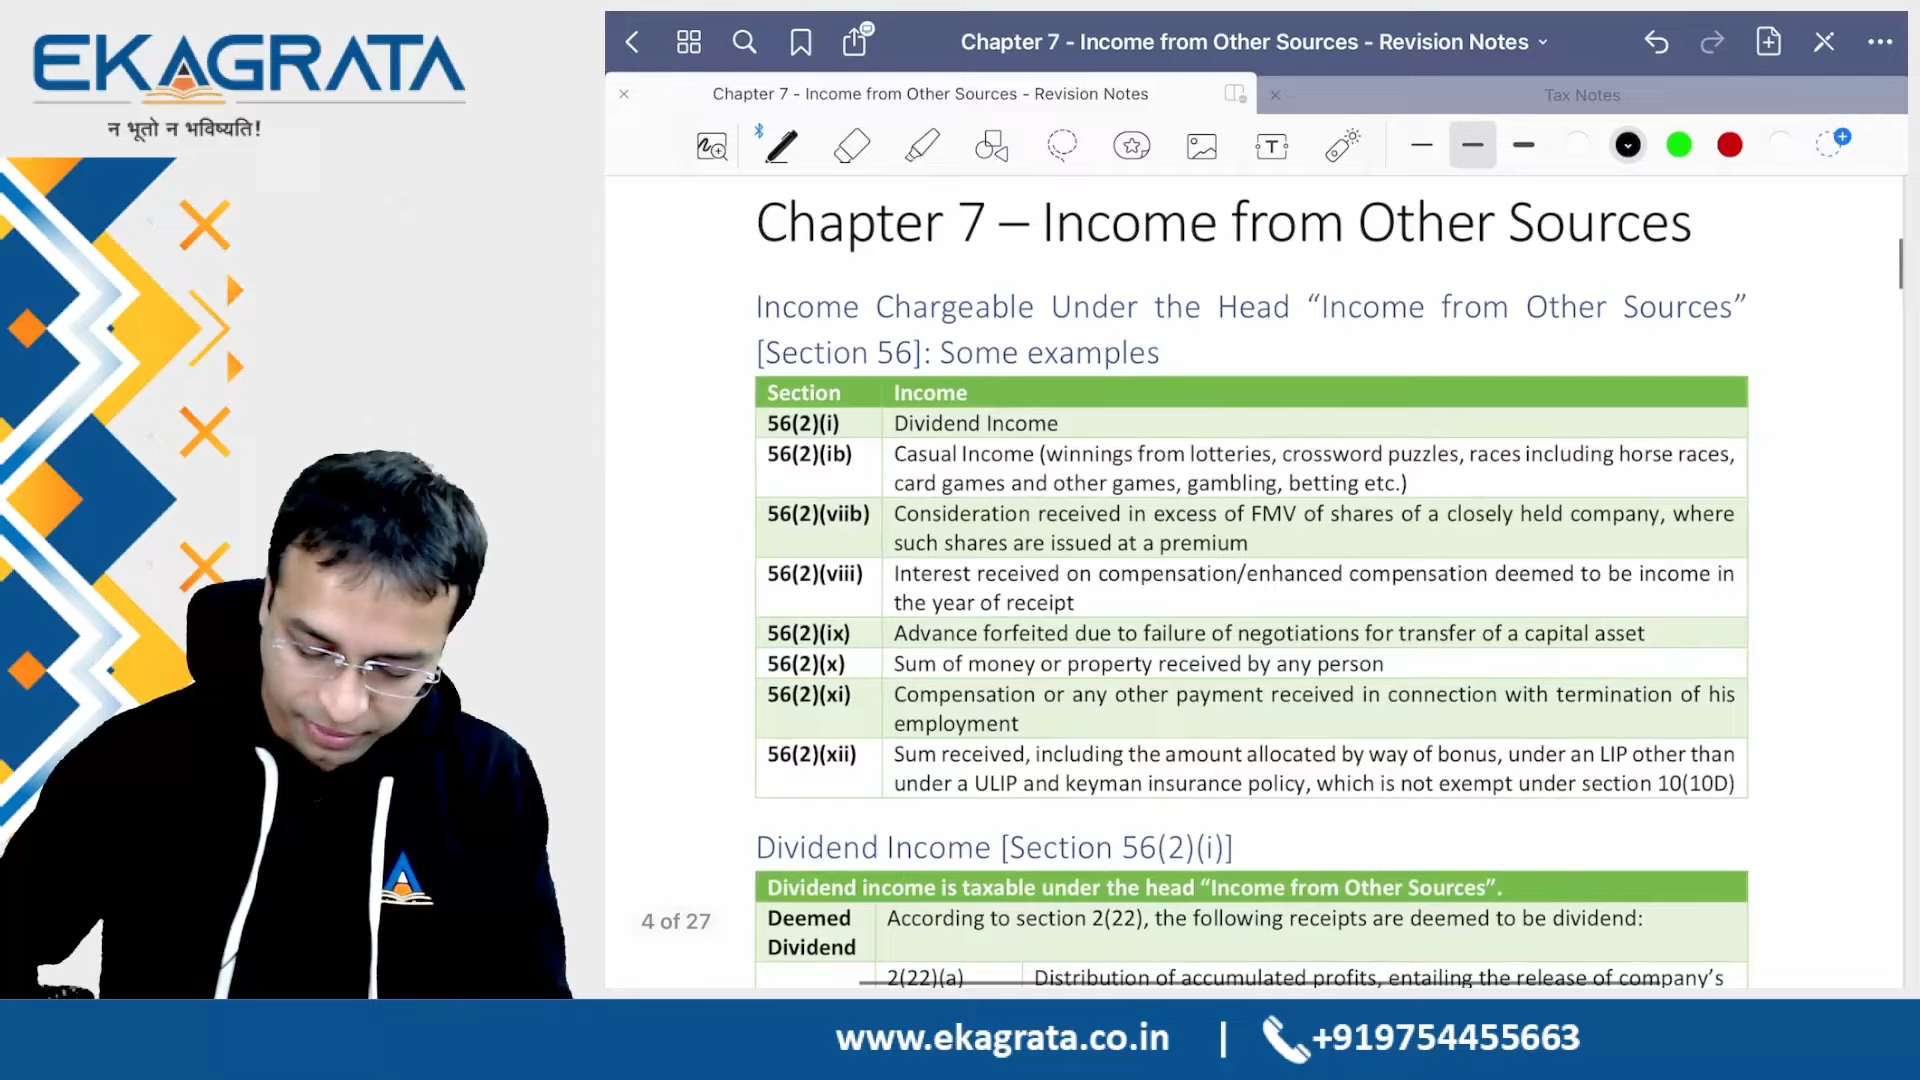 EKAGRATA
न भूतो न भविष्यति!
Chapter 7 - Income from Other Sources - Revision Notes
Chapter 7 - Income from Other Sources - Revision Notes
Tax Notes
Chapter 7 – Income from Other Sources
Income Chargeable Under the Head “Income from Other Sources”
[Section 56]: Some examples
Section Income
56(2)(i) Dividend Income
56(2)(ib) Casual Income (winnings from lotteries, crossword puzzles, races including horse races,
card games and other games, gambling, betting etc.)
56(2)(viib) Consideration received in excess of FMV of shares of a closely held company, where
such shares are issued at a premium
56(2)(viii) Interest received on compensation/enhanced compensation deemed to be income in
the year of receipt
56(2)(ix) Advance forfeited due to failure of negotiations for transfer of a capital asset
56(2)(x) Sum of money or property received by any person
56(2)(xi) Compensation or any other payment received in connection with termination of his
employment
56(2)(xii) Sum received, including the amount allocated by way of bonus, under an LIP other than
under a ULIP and keyman insurance policy, which is not exempt under section 10(10D)
Dividend Income [Section 56(2)(i)]
Dividend income is taxable under the head “Income from Other Sources”.
Deemed According to section 2(22), the following receipts are deemed to be dividend:
Dividend
2(22)(a) Distribution of accumulated profits, entailing the release of company’s
4 of 27
www.ekagrata.co.in | +919754455663